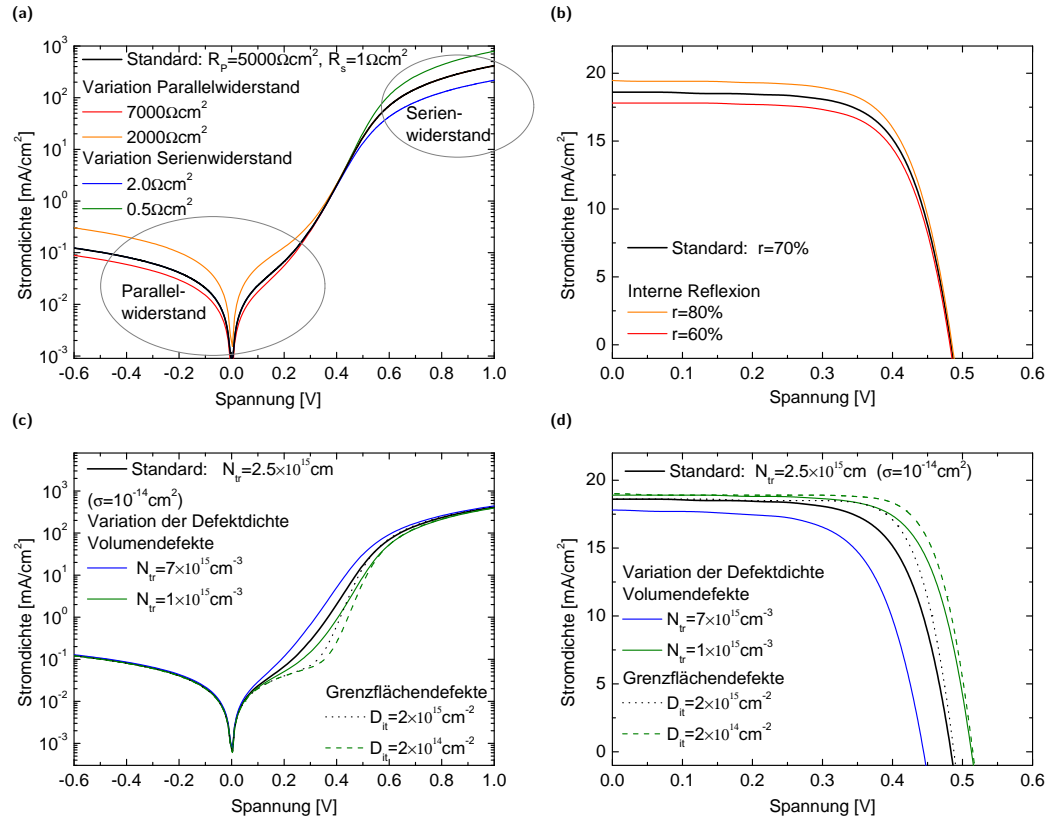 (a)
Stromdichte [mA/cm²]
10³
10²
10¹
10⁰
10⁻¹
10⁻²
10⁻³
Standard: R_P=5000Ωcm², R_s=1Ωcm²
Variation Parallelwiderstand
7000Ωcm²
2000Ωcm²
Variation Serienwiderstand
2.0Ωcm²
0.5Ωcm²
Serien-
widerstand
Parallel-
widerstand
-0.6 -0.4 -0.2 0.0 0.2 0.4 0.6 0.8 1.0
Spannung [V]
(b)
Stromdichte [mA/cm²]
20
15
10
5
0
Standard: r=70%
Interne Reflexion
r=80%
r=60%
0.0 0.1 0.2 0.3 0.4 0.5 0.6
Spannung [V]
(c)
Stromdichte [mA/cm²]
10³
10²
10¹
10⁰
10⁻¹
10⁻²
10⁻³
Standard: N_tr=2.5×10¹⁵cm
(σ=10⁻¹⁴cm²)
Variation der Defektdichte
Volumendefekte
N_tr=7×10¹⁵cm⁻³
N_tr=1×10¹⁵cm⁻³
Grenzflächendefekte
D_it=2×10¹⁵cm⁻²
D_it=2×10¹⁴cm⁻²
-0.6 -0.4 -0.2 0.0 0.2 0.4 0.6 0.8 1.0
Spannung [V]
(d)
Stromdichte [mA/cm²]
20
15
10
5
0
Standard: N_tr=2.5×10¹⁵cm (σ=10⁻¹⁴cm²)
Variation der Defektdichte
Volumendefekte
N_tr=7×10¹⁵cm⁻³
N_tr=1×10¹⁵cm⁻³
Grenzflächendefekte
D_it=2×10¹⁵cm⁻²
D_it=2×10¹⁴cm⁻²
0.0 0.1 0.2 0.3 0.4 0.5 0.6
Spannung [V]